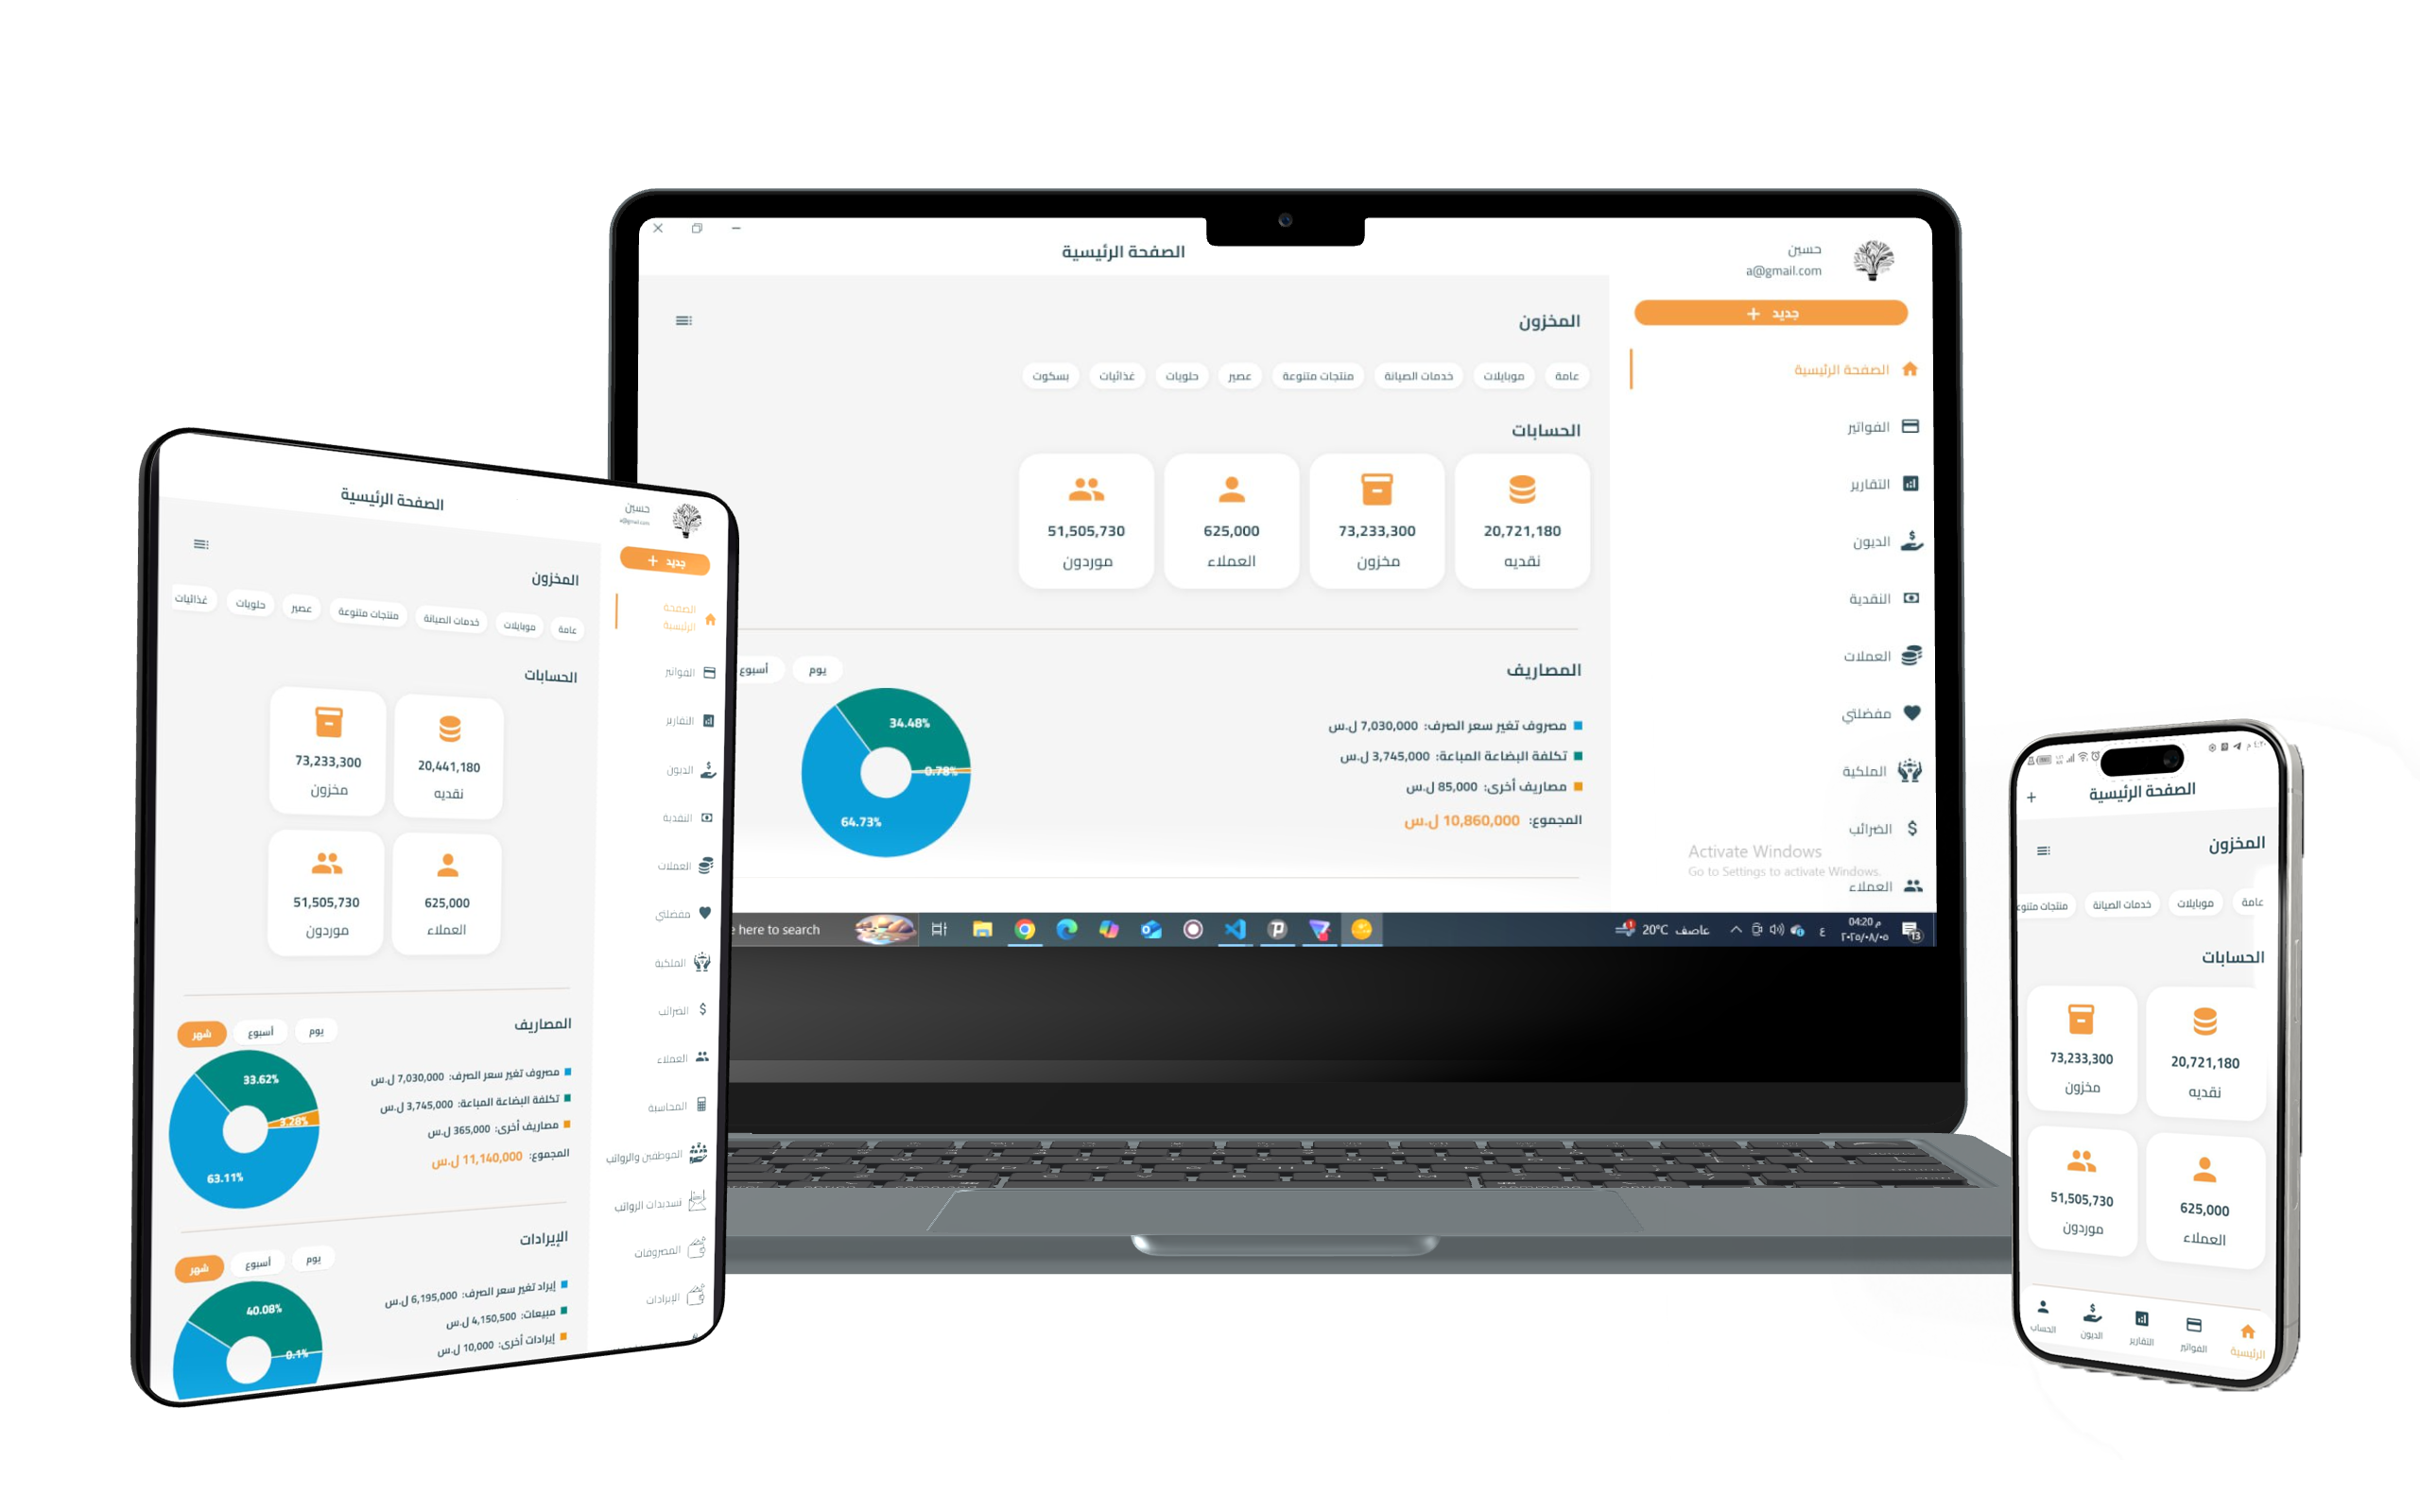 الصفحة الرئيسية
حسين
a@gmail.com
جديد +
المخزون
عامة
موبايلات
خدمات الصيانة
منتجات متنوعة
عصير
حلويات
غذائيات
بسكوت
الحسابات
20,721,180
نقديه
73,233,300
مخزون
625,000
العملاء
51,505,730
موردون
المصاريف
يوم
أسبوع
مصروف تغير سعر الصرف: 7,030,000 ل.س
تكلفة البضاعة المباعة: 3,745,000 ل.س
مصاريف أخرى: 85,000 ل.س
المجموع: 10,860,000 ل.س
34.48%
0.78%
64.73%
الصفحة الرئيسية
الفواتير
التقارير
الديون
النقدية
العملات
مفضلتي
الملكية
الضرائب
العملاء
Activate Windows
Go to Settings to activate Windows.
e here to search
20°C عاصف
ع
04:20 م
٢٠٢٥/٠٨/٠٥
13
الصفحة الرئيسية
حسين
a@gmail.com
جديد +
المخزون
عامة
موبايلات
خدمات الصيانة
منتجات متنوعة
عصير
حلويات
غذائيات
الحسابات
20,441,180
نقديه
73,233,300
مخزون
625,000
العملاء
51,505,730
موردون
المصاريف
يوم
أسبوع
شهر
مصروف تغير سعر الصرف: 7,030,000 ل.س
تكلفة البضاعة المباعة: 3,745,000 ل.س
مصاريف أخرى: 365,000 ل.س
المجموع: 11,140,000 ل.س
33.62%
3.28%
63.11%
الإيرادات
يوم
أسبوع
شهر
إيراد تغير سعر الصرف: 6,195,000 ل.س
مبيعات: 4,150,500 ل.س
إيرادات أخرى: 10,000 ل.س
40.08%
0.1%
الصفحة
الرئيسية
الفواتير
التقارير
الديون
النقدية
العملات
مفضلتي
الملكية
الضرائب
العملاء
المحاسبة
الموظفين والرواتب
تسديدات الرواتب
المصروفات
الإيرادات
الصفحة الرئيسية
+
المخزون
عامة
موبايلات
خدمات الصيانة
منتجات متنوع
الحسابات
20,721,180
نقديه
73,233,300
مخزون
625,000
العملاء
51,505,730
موردون
الرئيسية
الفواتير
التقارير
الديون
الحساب